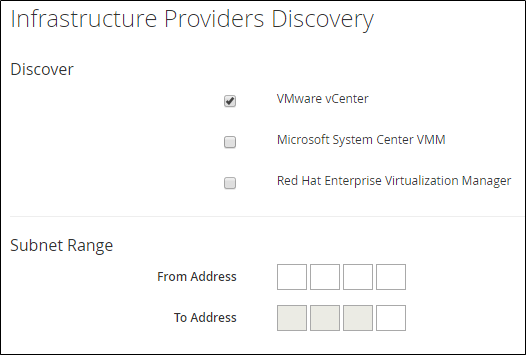 Infrastructure Providers Discovery
Discover
VMware vCenter
Microsoft System Center VMM
Red Hat Enterprise Virtualization Manager
Subnet Range
From Address
To Address